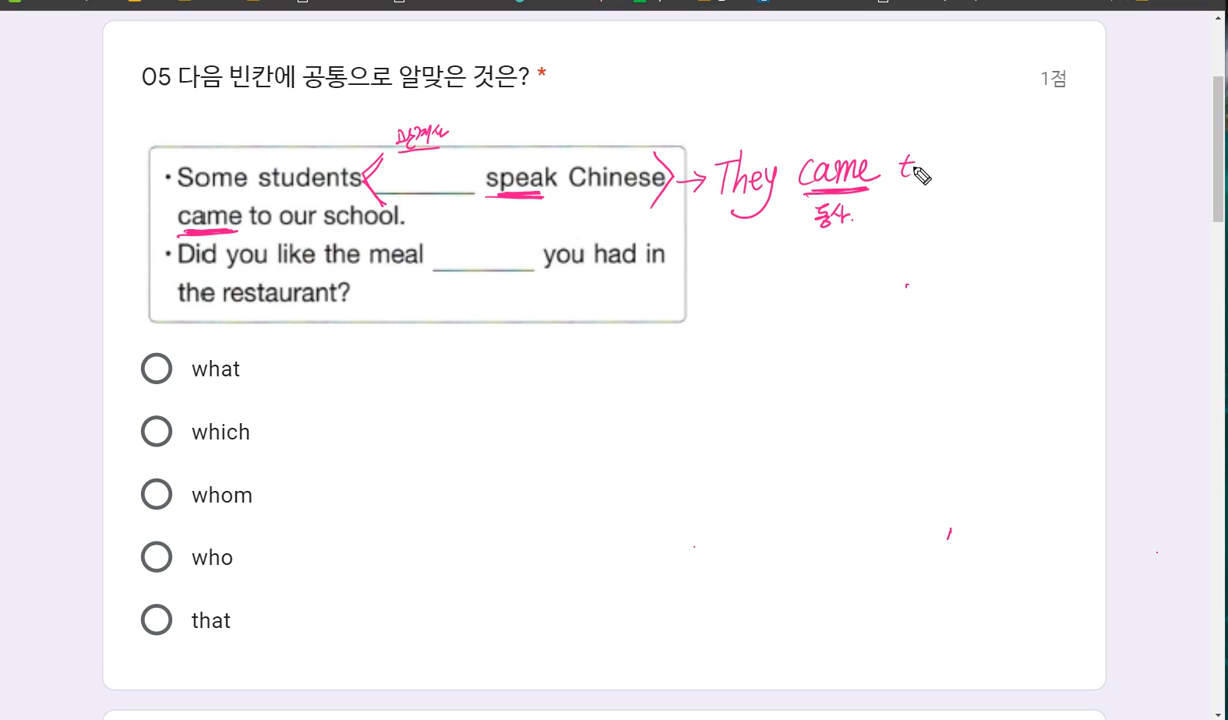 05 다음 빈칸에 공통으로 알맞은 것은? *
1점
관계사
•Some students ________ speak Chinese
came to our school.
•Did you like the meal ________ you had in
the restaurant?
→ They came t
동사.
what
which
whom
who
that